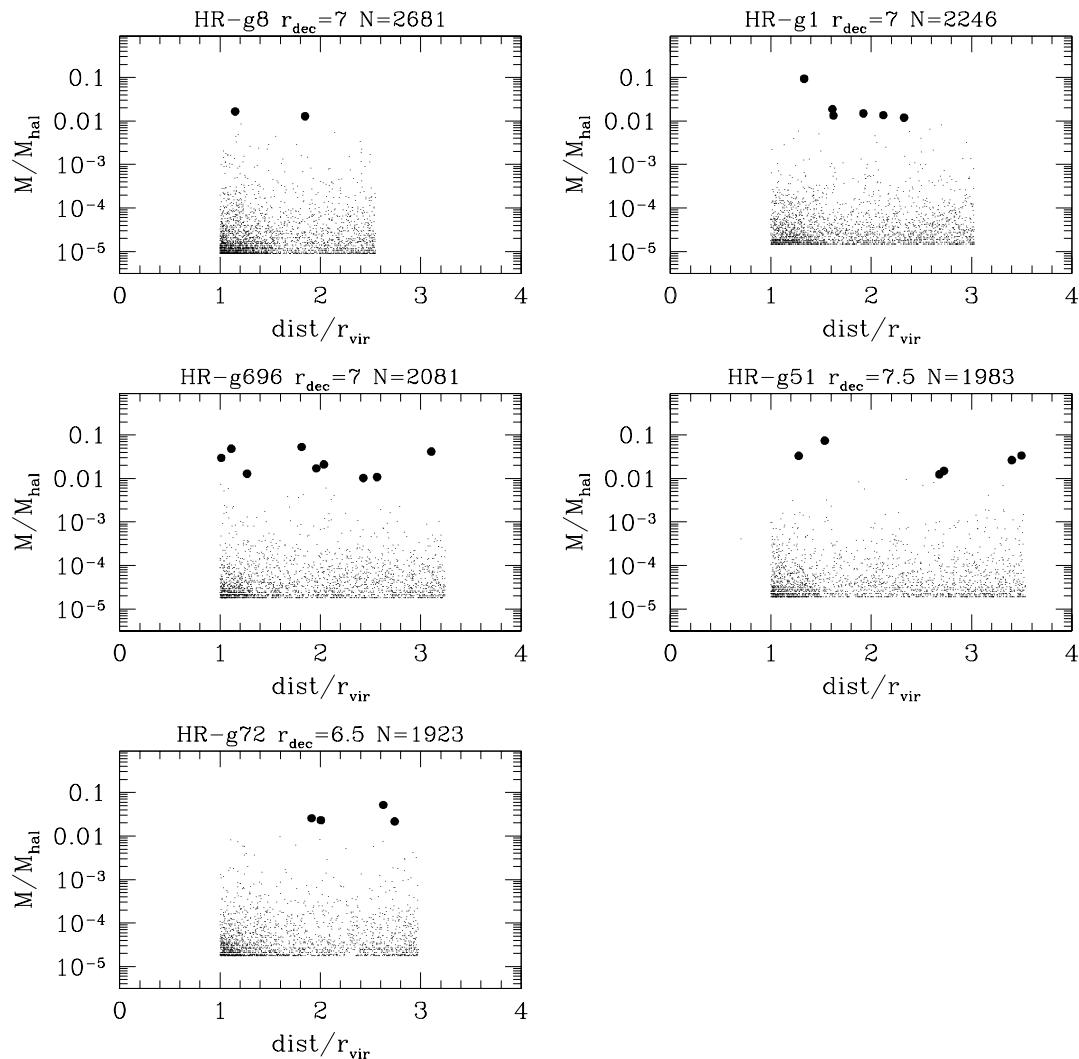 HR-g8 r_dec=7 N=2681
HR-g1 r_dec=7 N=2246
M/M_hal
0.1
0.01
10⁻³
10⁻⁴
10⁻⁵
0 1 2 3 4
dist/r_vir
M/M_hal
0.1
0.01
10⁻³
10⁻⁴
10⁻⁵
0 1 2 3 4
dist/r_vir
HR-g696 r_dec=7 N=2081
HR-g51 r_dec=7.5 N=1983
M/M_hal
0.1
0.01
10⁻³
10⁻⁴
10⁻⁵
0 1 2 3 4
dist/r_vir
M/M_hal
0.1
0.01
10⁻³
10⁻⁴
10⁻⁵
0 1 2 3 4
dist/r_vir
HR-g72 r_dec=6.5 N=1923
M/M_hal
0.1
0.01
10⁻³
10⁻⁴
10⁻⁵
0 1 2 3 4
dist/r_vir